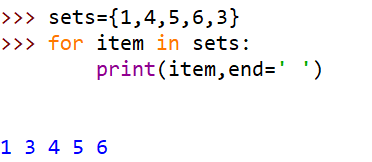 >>> sets={1,4,5,6,3}
>>> for item in sets:
        print(item,end=' ')
1 3 4 5 6